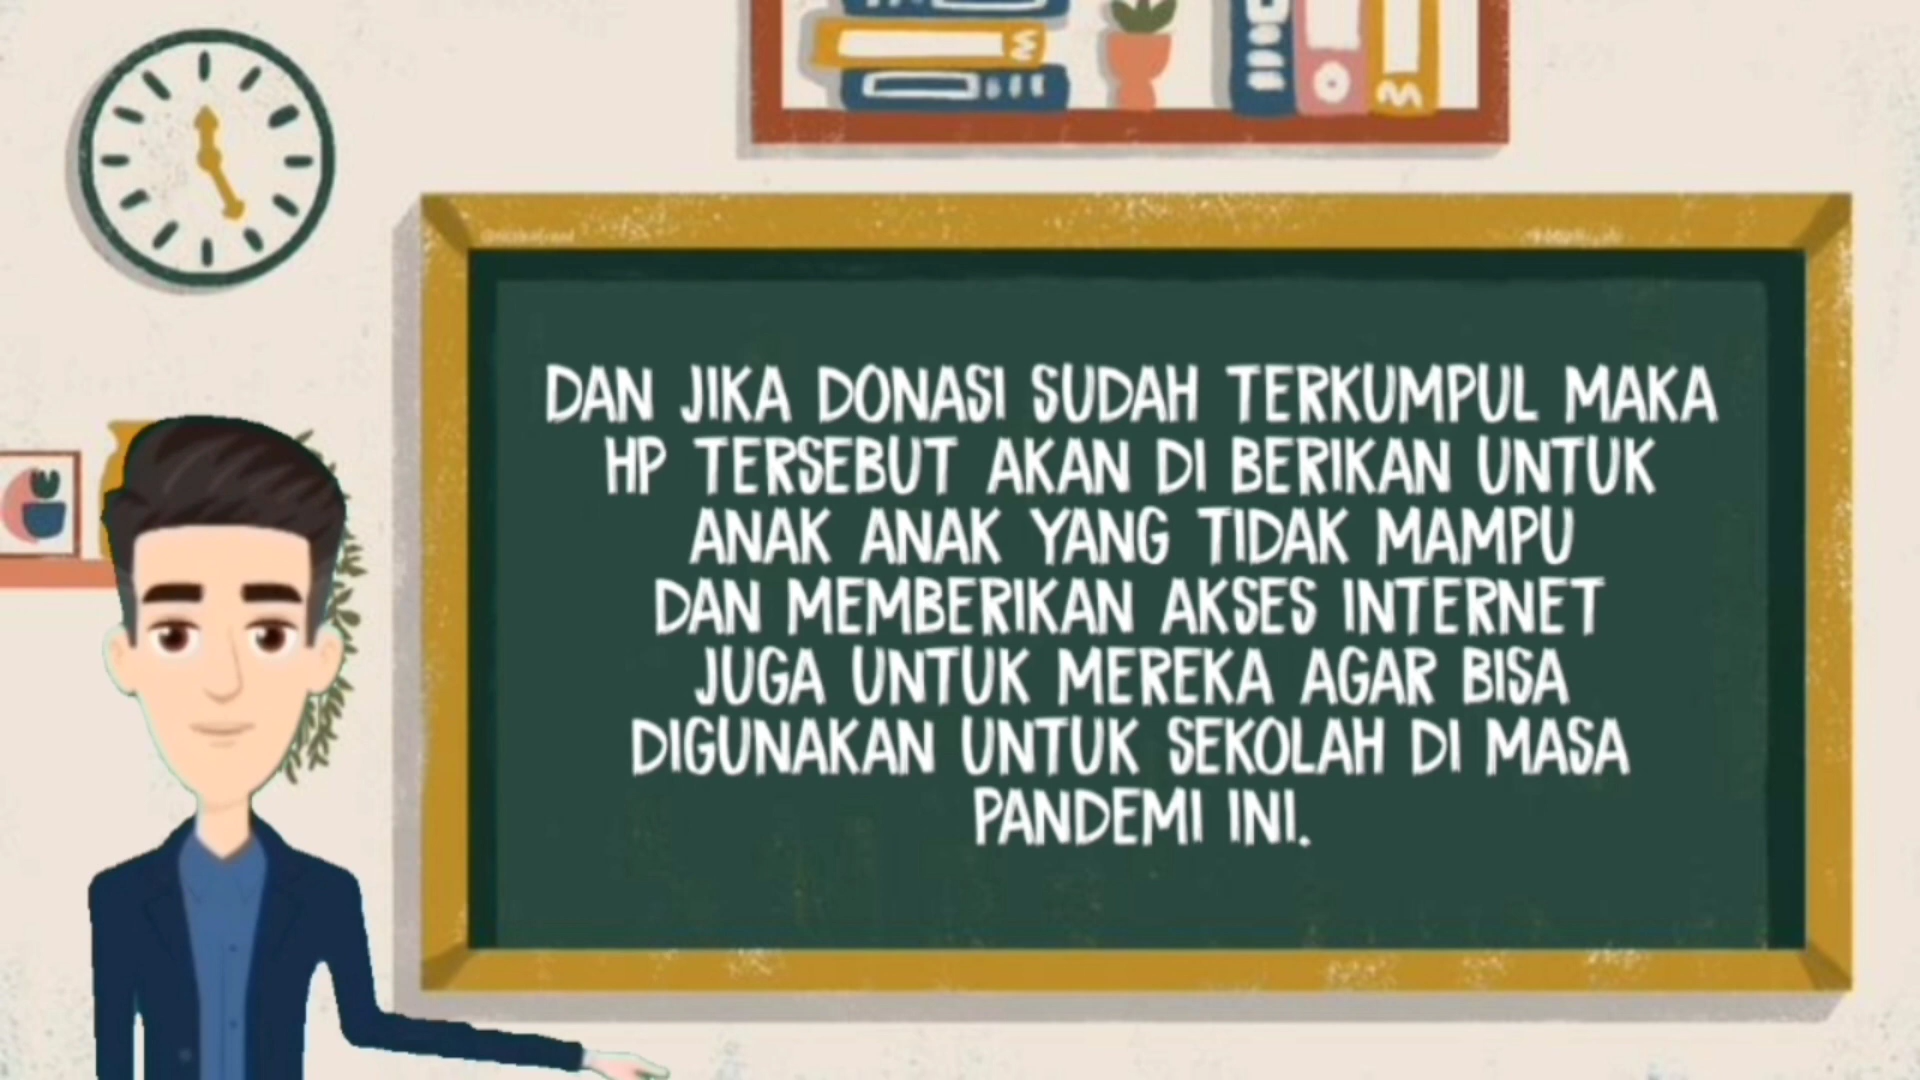 DAN JIKA DONASI SUDAH TERKUMPUL MAKA
HP TERSEBUT AKAN DI BERIKAN UNTUK
ANAK ANAK YANG TIDAK MAMPU
DAN MEMBERIKAN AKSES INTERNET
JUGA UNTUK MEREKA AGAR BISA
DIGUNAKAN UNTUK SEKOLAH DI MASA
PANDEMI INI.